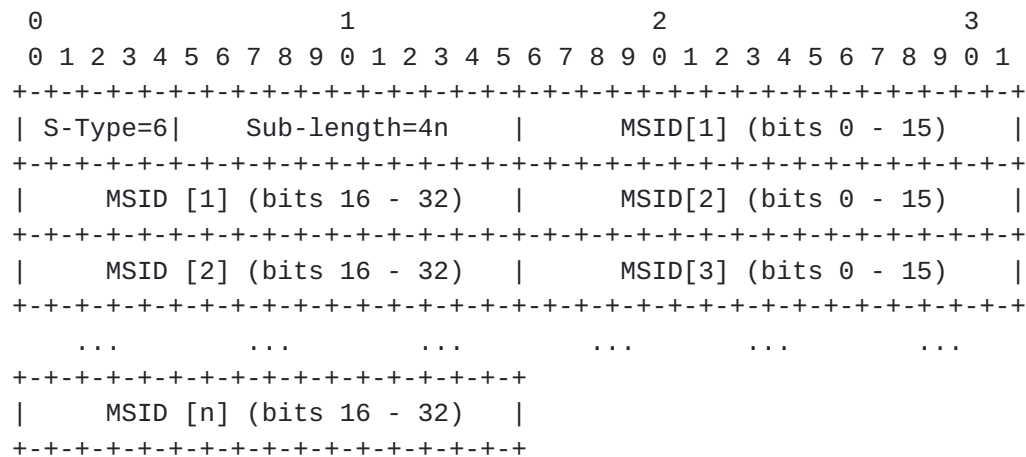 0                   1                   2                   3
 0 1 2 3 4 5 6 7 8 9 0 1 2 3 4 5 6 7 8 9 0 1 2 3 4 5 6 7 8 9 0 1
+-+-+-+-+-+-+-+-+-+-+-+-+-+-+-+-+-+-+-+-+-+-+-+-+-+-+-+-+-+-+-+-+
| S-Type=6|    Sub-length=4n    |      MSID[1] (bits 0 - 15)    |
+-+-+-+-+-+-+-+-+-+-+-+-+-+-+-+-+-+-+-+-+-+-+-+-+-+-+-+-+-+-+-+-+
|     MSID [1] (bits 16 - 32)   |      MSID[2] (bits 0 - 15)    |
+-+-+-+-+-+-+-+-+-+-+-+-+-+-+-+-+-+-+-+-+-+-+-+-+-+-+-+-+-+-+-+-+
|     MSID [2] (bits 16 - 32)   |      MSID[3] (bits 0 - 15)    |
+-+-+-+-+-+-+-+-+-+-+-+-+-+-+-+-+-+-+-+-+-+-+-+-+-+-+-+-+-+-+-+-+
    ...        ...        ...        ...       ...        ...
+-+-+-+-+-+-+-+-+-+-+-+-+-+-+-+-+
|     MSID [n] (bits 16 - 32)   |
+-+-+-+-+-+-+-+-+-+-+-+-+-+-+-+-+